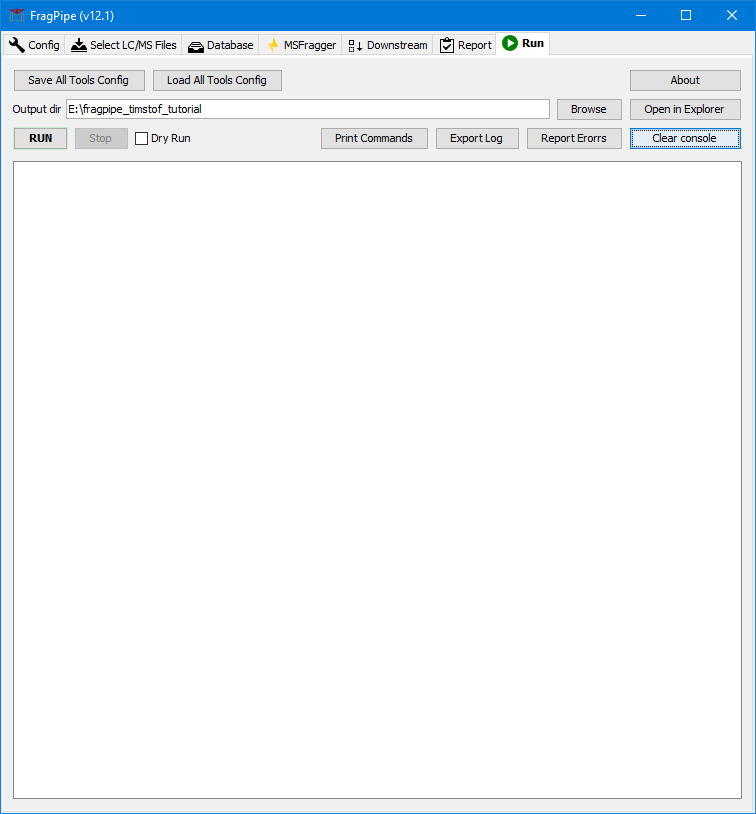 FragPipe (v12.1)
Config Select LC/MS Files Database MSFragger Downstream Report Run
Save All Tools Config Load All Tools Config About
Output dir E:\fragpipe_timstof_tutorial Browse Open in Explorer
RUN Stop Dry Run Print Commands Export Log Report Erorrs Clear console